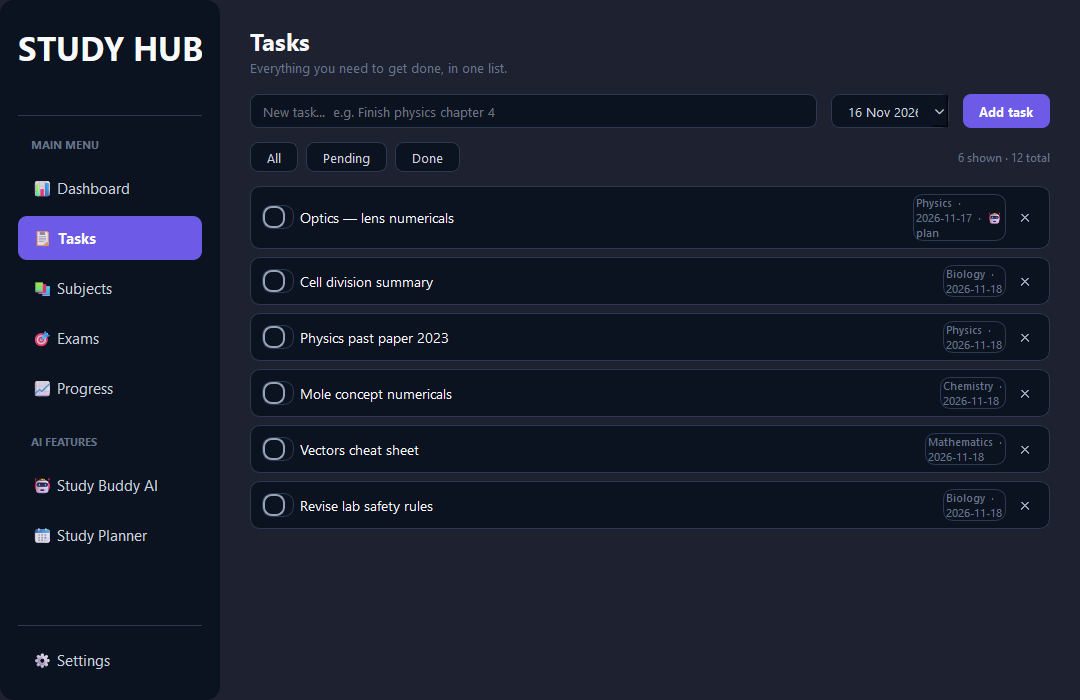 STUDY HUB
MAIN MENU
Dashboard
Tasks
Subjects
Exams
Progress
AI FEATURES
Study Buddy AI
Study Planner
Settings
Tasks
Everything you need to get done, in one list.
New task... e.g. Finish physics chapter 4
16 Nov 2026
Add task
All
Pending
Done
6 shown · 12 total
Optics — lens numericals
Physics ·
2026-11-17 ·
plan
×
Cell division summary
Biology ·
2026-11-18
×
Physics past paper 2023
Physics ·
2026-11-18
×
Mole concept numericals
Chemistry ·
2026-11-18
×
Vectors cheat sheet
Mathematics ·
2026-11-18
×
Revise lab safety rules
Biology ·
2026-11-18
×